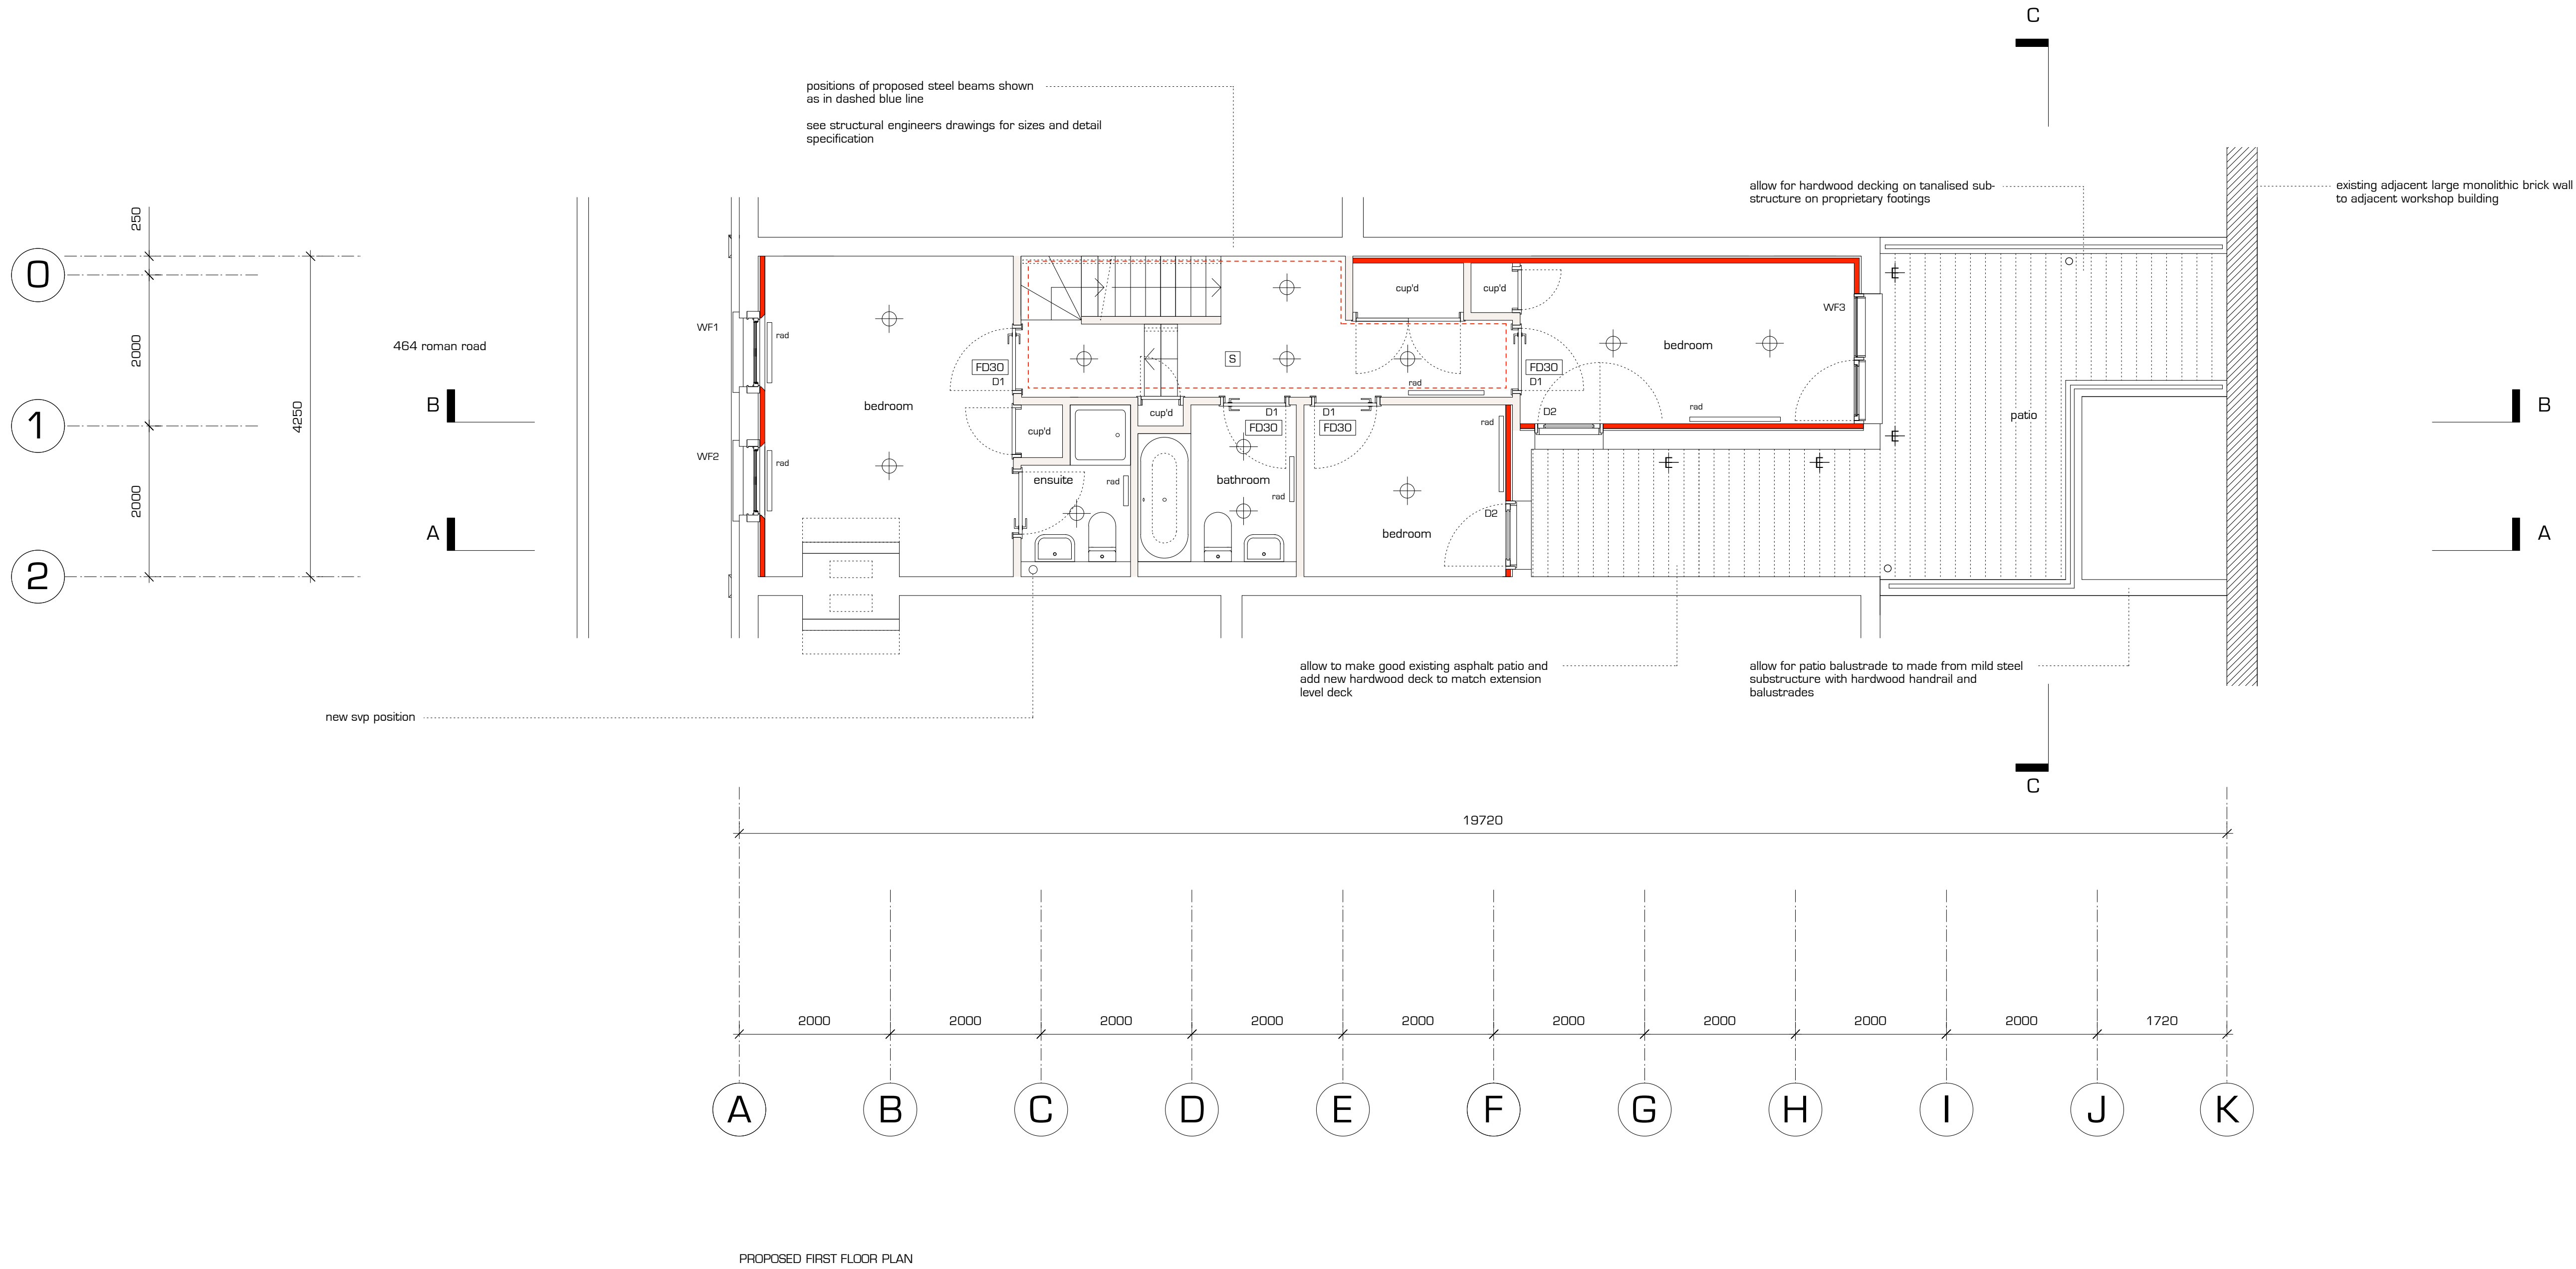 C
positions of proposed steel beams shown
as in dashed blue line
see structural engineers drawings for sizes and detail
specification
allow for hardwood decking on tanalised sub-
structure on proprietary footings
existing adjacent large monolithic brick wall
to adjacent workshop building
250
0
2000
1
2000
2
4250
464 roman road
B
A
WF1
WF2
rad
rad
bedroom
FD30
D1
cup'd
ensuite
rad
cup'd
S
D1
FD30
bathroom
rad
D1
FD30
bedroom
rad
rad
D2
cup'd
cup'd
FD30
D1
D2
bedroom
rad
WF3
patio
E
E
E
E
B
A
allow to make good existing asphalt patio and
add new hardwood deck to match extension
level deck
allow for patio balustrade to made from mild steel
substructure with hardwood handrail and
balustrades
new svp position
C
19720
2000
2000
2000
2000
2000
2000
2000
2000
2000
1720
A
B
C
D
E
F
G
H
I
J
K
PROPOSED FIRST FLOOR PLAN